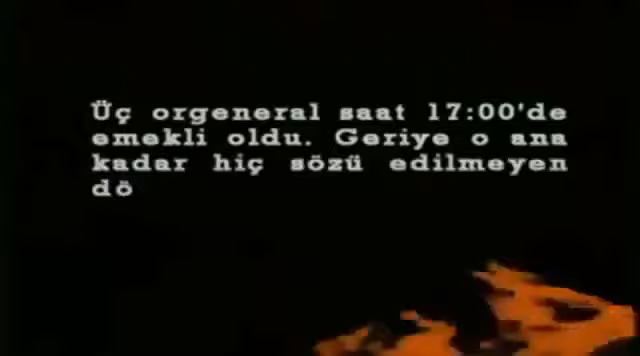 Üç orgeneral saat 17:00'de
emekli oldu. Geriye o ana
kadar hiç sözü edilmeyen
dö